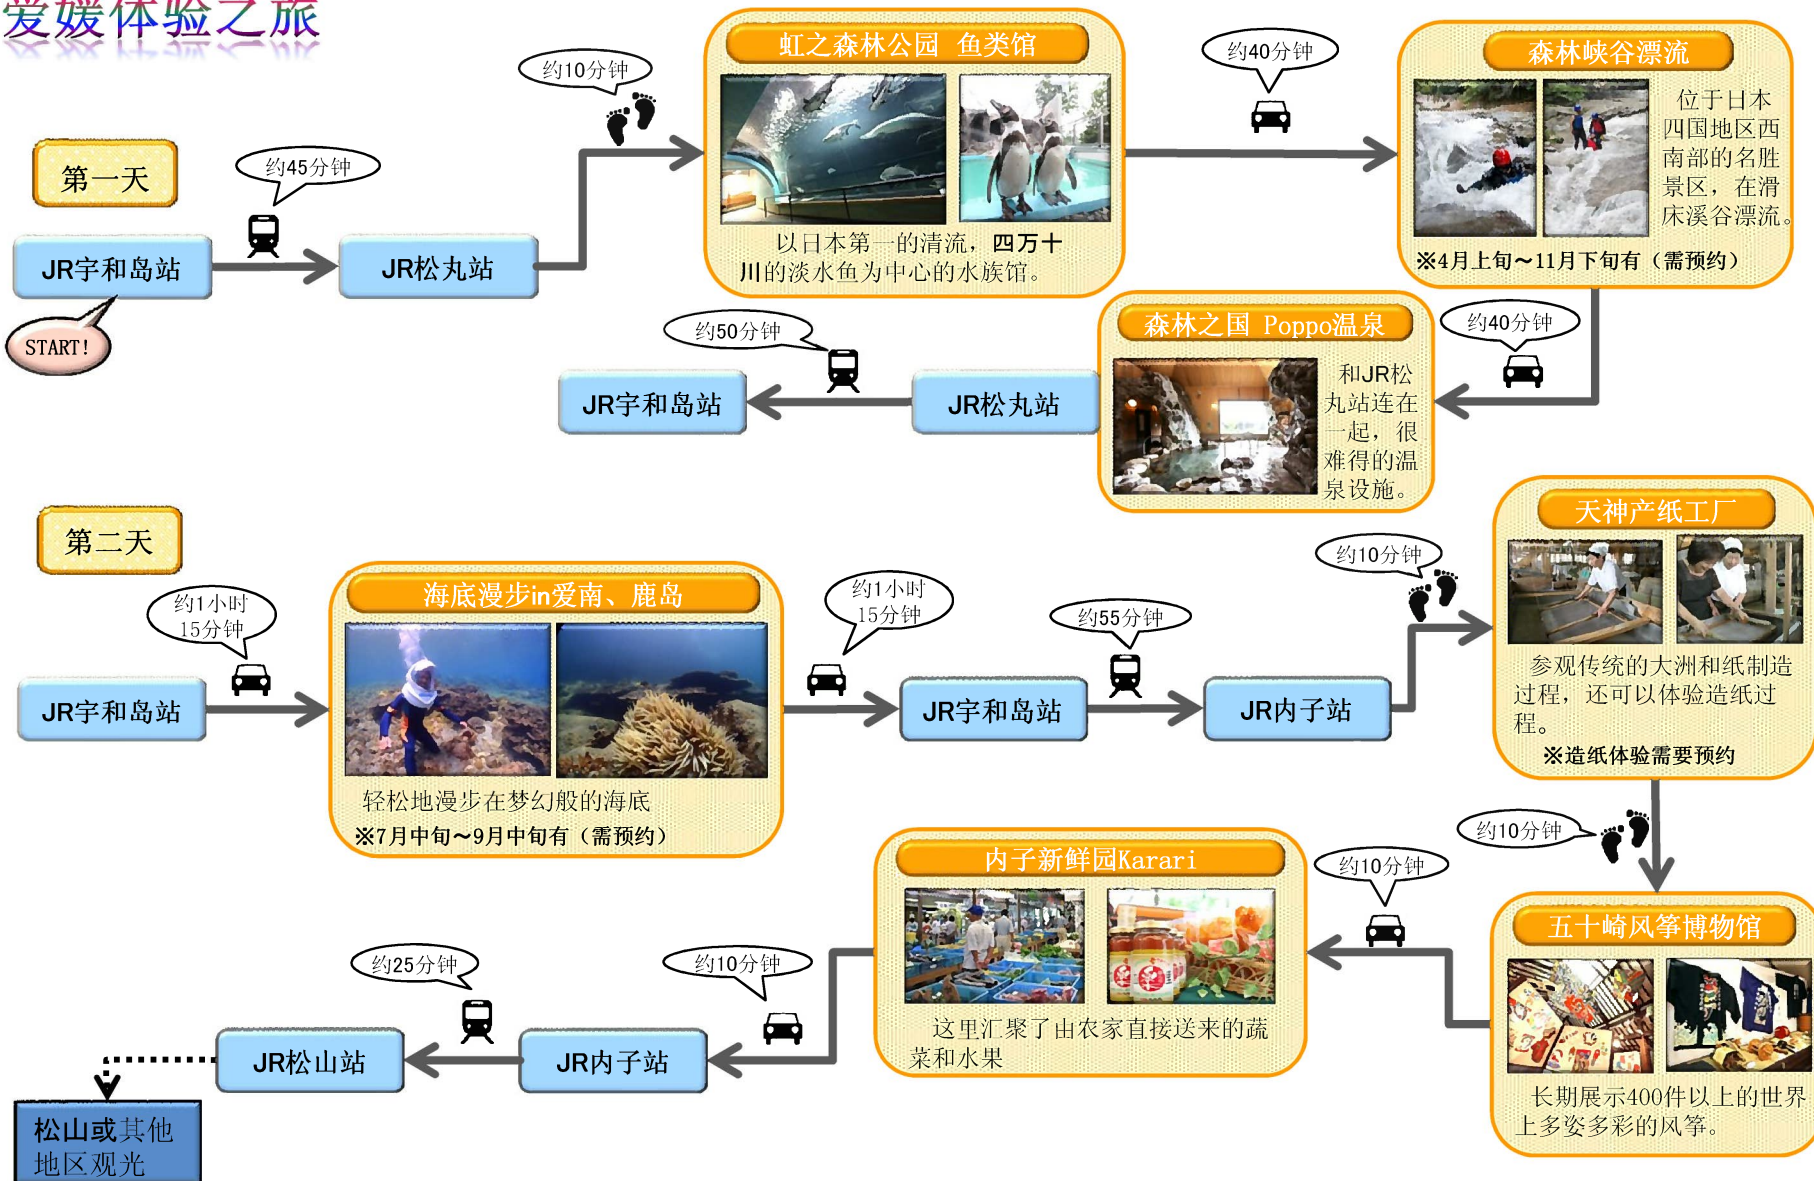 爱媛体验之旅
第一天
JR宇和岛站
START!
约45分钟
JR松丸站
约10分钟
虹之森林公园 鱼类馆
以日本第一的清流，四万十
川的淡水鱼为中心的水族馆。
约40分钟
森林峡谷漂流
位于日本
四国地区西
南部的名胜
景区，在滑
床溪谷漂流。
※4月上旬～11月下旬有（需预约）
约40分钟
森林之国 Poppo温泉
和JR松
丸站连在
一起，很
难得的温
泉设施。
JR松丸站
约50分钟
JR宇和岛站
第二天
JR宇和岛站
约1小时
15分钟
海底漫步in爱南、鹿岛
轻松地漫步在梦幻般的海底
※7月中旬～9月中旬有（需预约）
约1小时
15分钟
JR宇和岛站
约55分钟
JR内子站
约10分钟
天神产纸工厂
参观传统的大洲和纸制造
过程，还可以体验造纸过
程。
※造纸体验需要预约
约10分钟
五十崎风筝博物馆
长期展示400件以上的世界
上多姿多彩的风筝。
约10分钟
内子新鲜园Karari
这里汇聚了由农家直接送来的蔬
菜和水果
约10分钟
JR内子站
约25分钟
JR松山站
松山或其他
地区观光